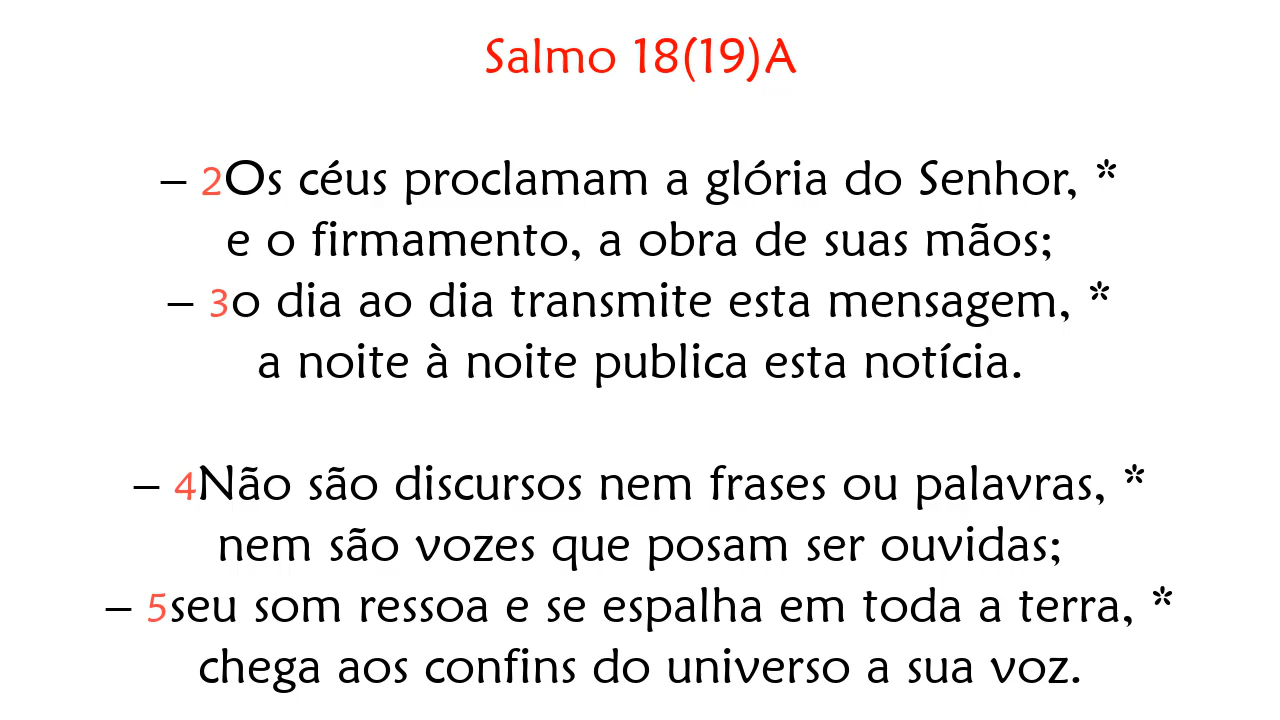 Salmo 18(19)A
– 2Os céus proclamam a glória do Senhor, *
e o firmamento, a obra de suas mãos;
– 3o dia ao dia transmite esta mensagem, *
a noite à noite publica esta notícia.
– 4Não são discursos nem frases ou palavras, *
nem são vozes que posam ser ouvidas;
– 5seu som ressoa e se espalha em toda a terra, *
chega aos confins do universo a sua voz.